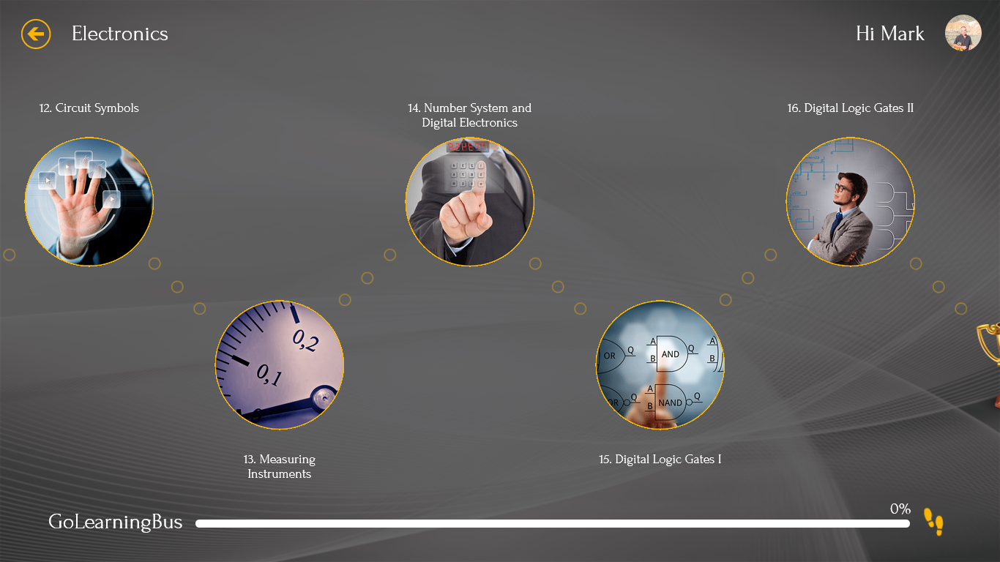 Electronics
Hi Mark
12. Circuit Symbols
14. Number System and
Digital Electronics
16. Digital Logic Gates II
0,2
0,1
A
B
AND
Q
OR
Q
A
B
A
B
NAND
Q
OR
Q
13. Measuring
Instruments
15. Digital Logic Gates I
0%
GoLearningBus